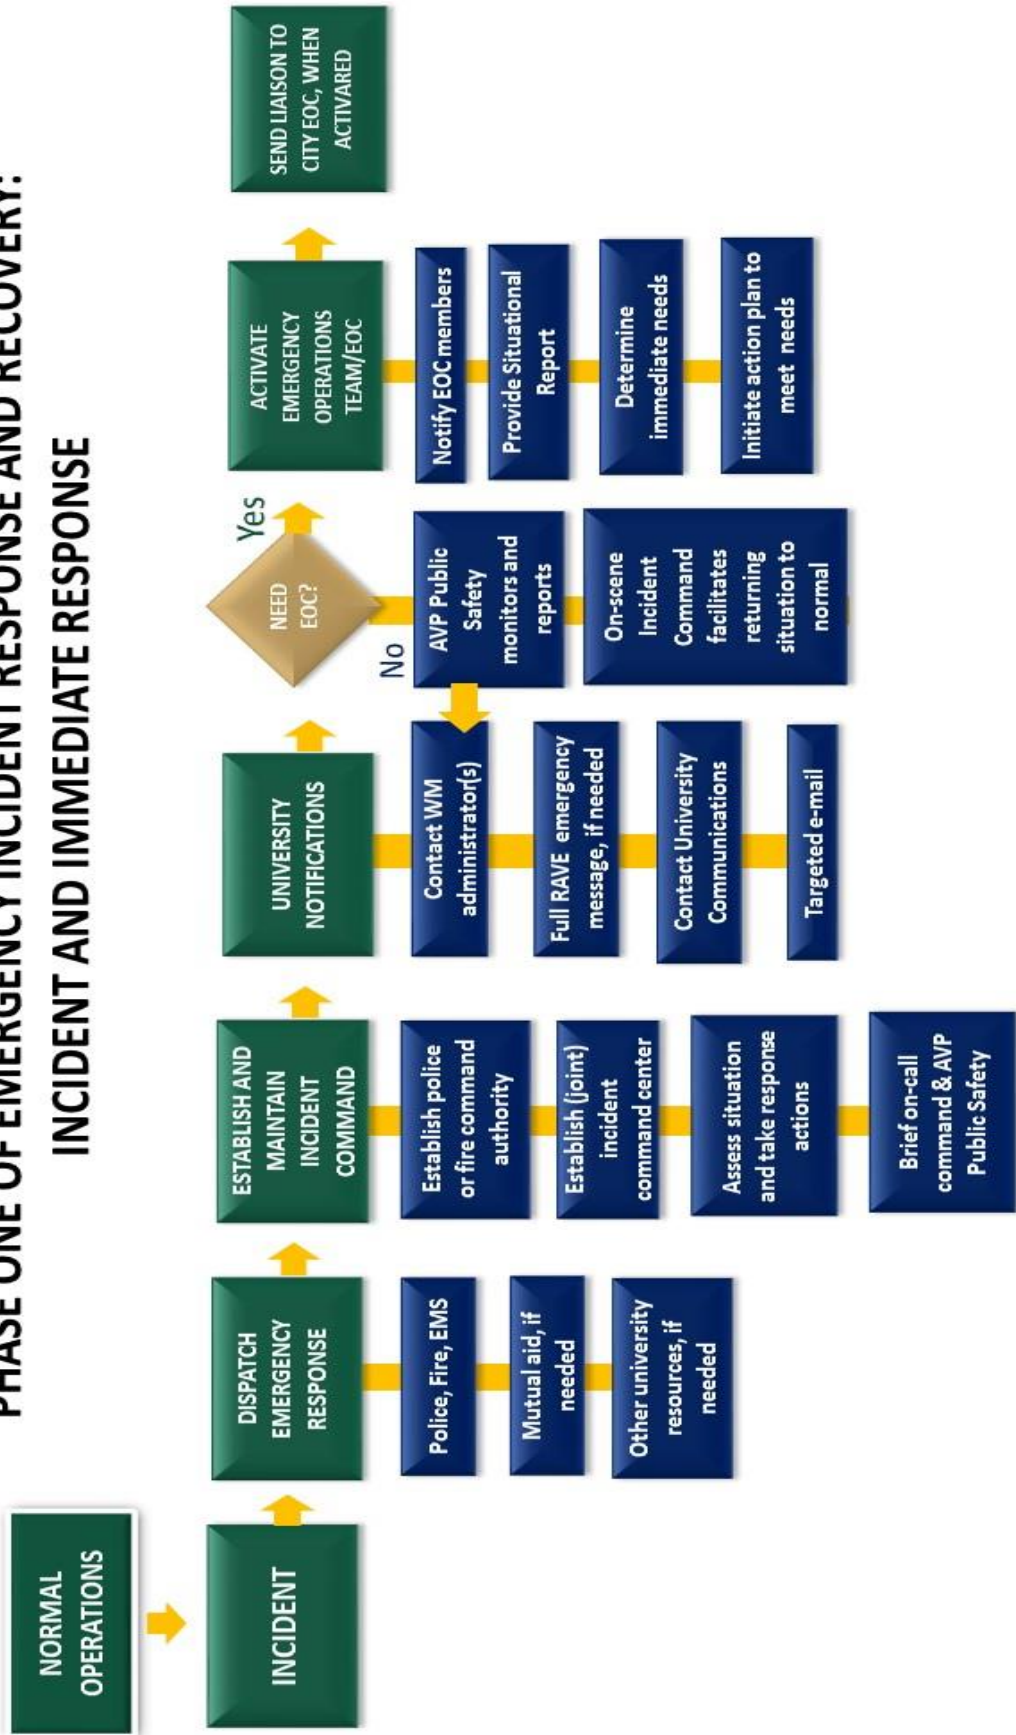 PHASE ONE OF EMERGENCY INCIDENT RESPONSE AND RECOVERY:
INCIDENT AND IMMEDIATE RESPONSE
NORMAL
OPERATIONS
INCIDENT
DISPATCH
EMERGENCY
RESPONSE
Police, Fire, EMS
Mutual aid, if
needed
Other university
resources, if
needed
ESTABLISH AND
MAINTAIN
INCIDENT
COMMAND
Establish police
or fire command
authority
Establish (joint)
incident
command center
Assess situation
and take response
actions
Brief on-call
command & AVP
Public Safety
UNIVERSITY
NOTIFICATIONS
Contact WM
administrator(s)
Full RAVE emergency
message, if needed
Contact University
Communications
Targeted e-mail
NEED
EOC?
Yes
No
AVP Public
Safety
monitors and
reports
On-scene
Incident
Command
facilitates
returning
situation to
normal
ACTIVATE
EMERGENCY
OPERATIONS
TEAM/EOC
Notify EOC members
Provide Situational
Report
Determine
immediate needs
Initiate action plan to
meet needs
SEND LIAISON TO
CITY EOC, WHEN
ACTIVARED